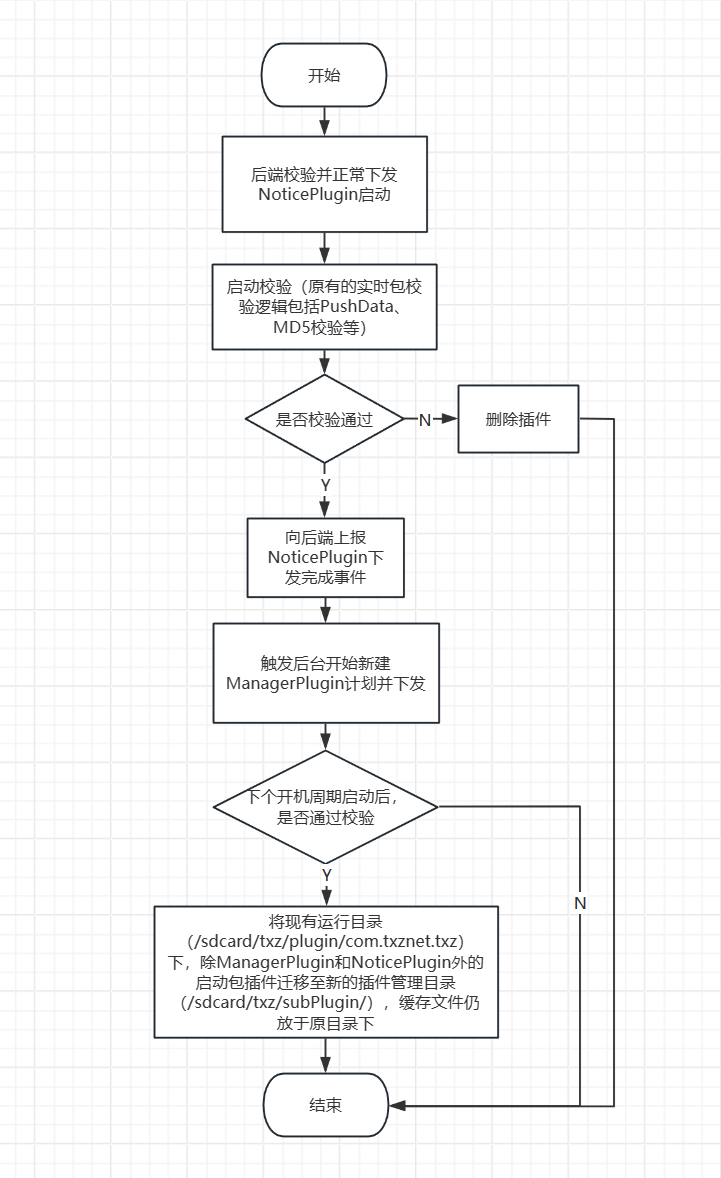 开始
后端校验并正常下发
NoticePlugin启动
启动校验（原有的实时包校
验逻辑包括PushData、
MD5校验等）
是否校验通过
N
删除插件
Y
向后端上报
NoticePlugin下
发完成事件
触发后台开始新建
ManagerPlugin计划并下发
下个开机周期启动后，
是否通过校验
Y
N
将现有运行目录
（/sdcard/txz/plugin/com.txznet.txz）
下，除ManagerPlugin和NoticePlugin外的
启动包插件迁移至新的插件管理目录
（/sdcard/txz/subPlugin/），缓存文件仍
放于原目录下
结束